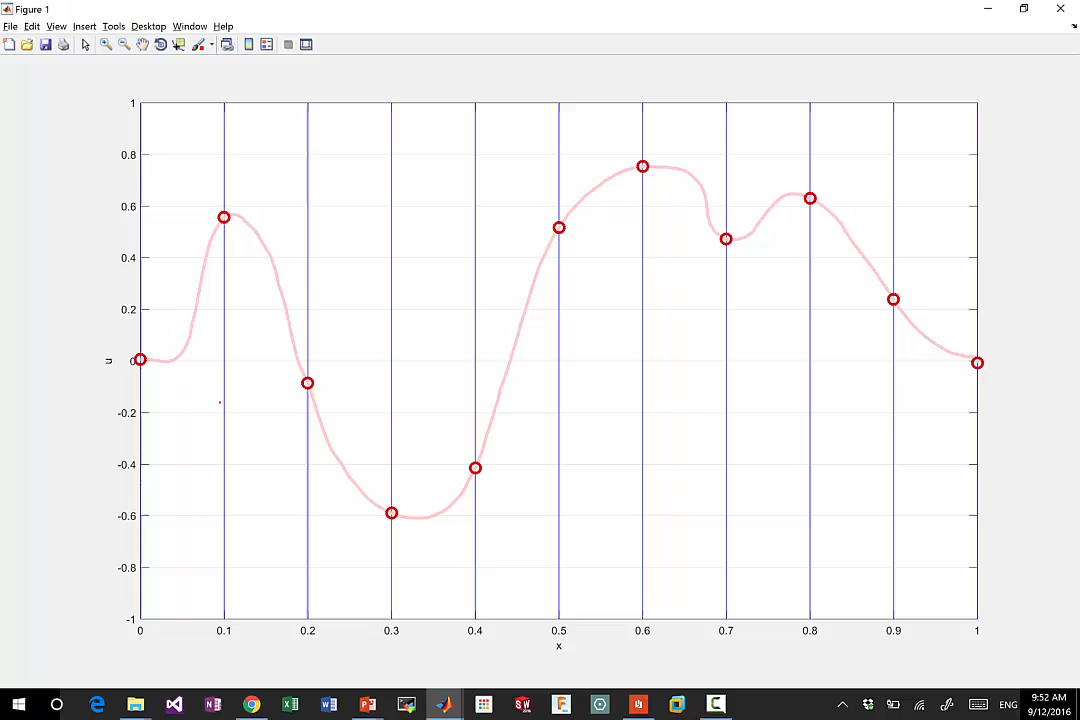 Figure 1
File Edit View Insert Tools Desktop Window Help
1
0.8
0.6
0.4
0.2
0
-0.2
-0.4
-0.6
-0.8
-1
u
0 0.1 0.2 0.3 0.4 0.5 0.6 0.7 0.8 0.9 1
x
ENG
9:52 AM
9/12/2016